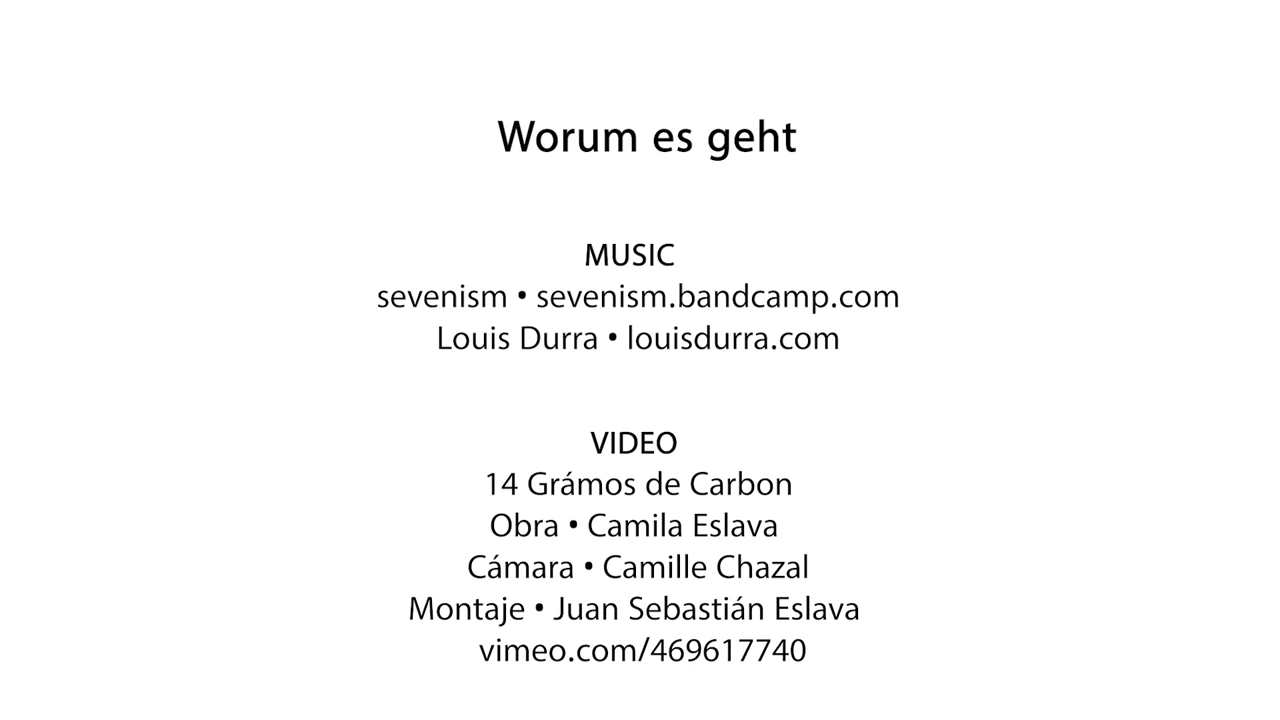 Worum es geht
MUSIC
sevenism • sevenism.bandcamp.com
Louis Durra • louisdurra.com
VIDEO
14 Grámos de Carbon
Obra • Camila Eslava
Cámara • Camille Chazal
Montaje • Juan Sebastián Eslava
vimeo.com/469617740